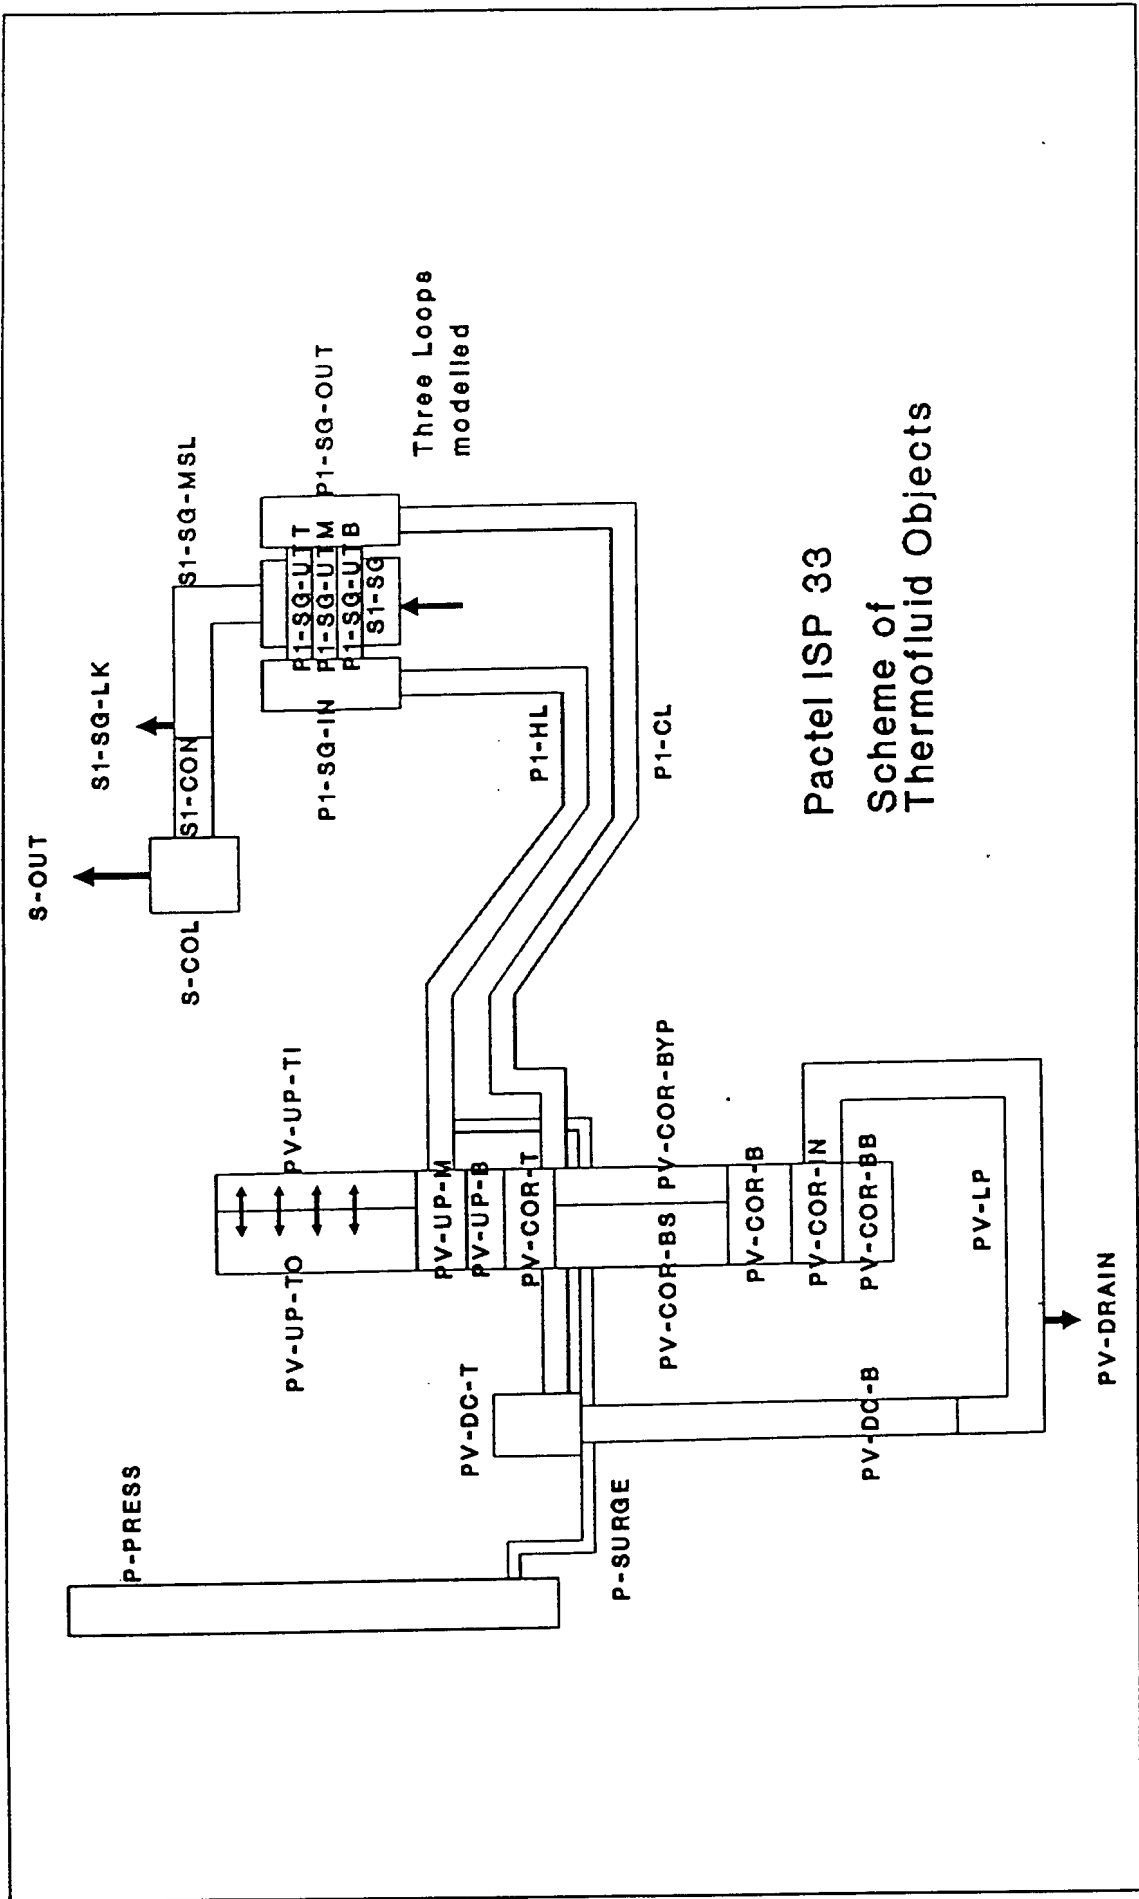 P-PRESS
P-SURGE
PV-DC-T
PV-DC-B
PV-DRAIN
PV-LP
PV-UP-TO
PV-UP-TI
PV-UP-M
PV-UP-B
PV-COR-T
PV-COR-BS
PV-COR-BYP
PV-COR-B
PV-COR-IN
PV-COR-BB
S-OUT
S-COL
S1-CON
S1-SG-LK
S1-SG-MSL
P1-SG-IN
P1-SG-UTT
P1-SG-UTM
P1-SG-UTB
S1-SG
P1-SG-OUT
P1-HL
P1-CL
Three Loops
modelled
Pactel ISP 33
Scheme of
Thermofluid Objects